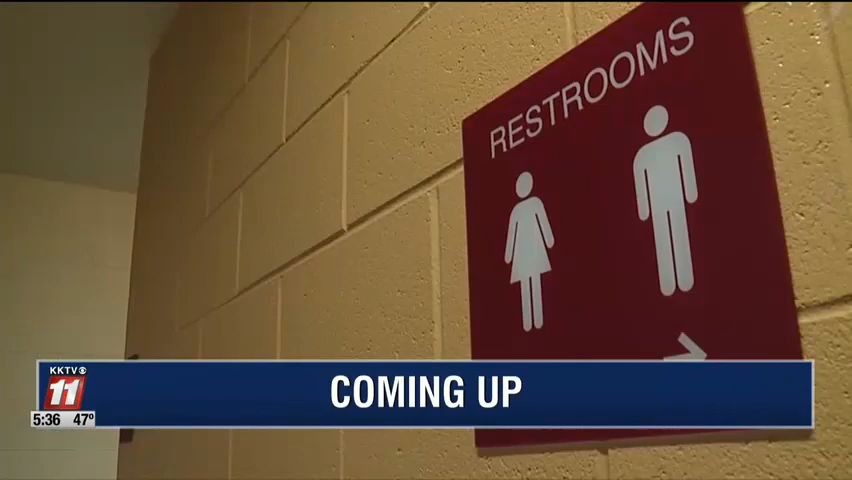 RESTROOMS
KKTV
11
COMING UP
5:36 47°